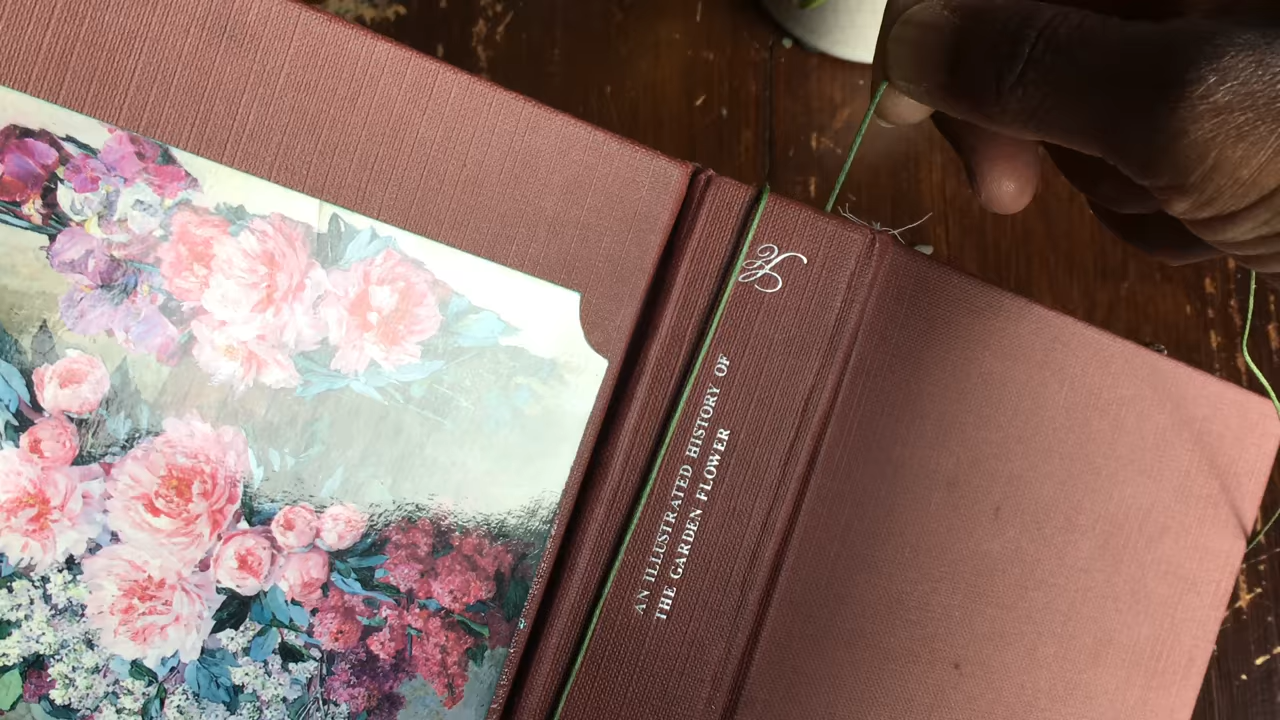 AN ILLUSTRATED HISTORY OF
THE GARDEN FLOWER